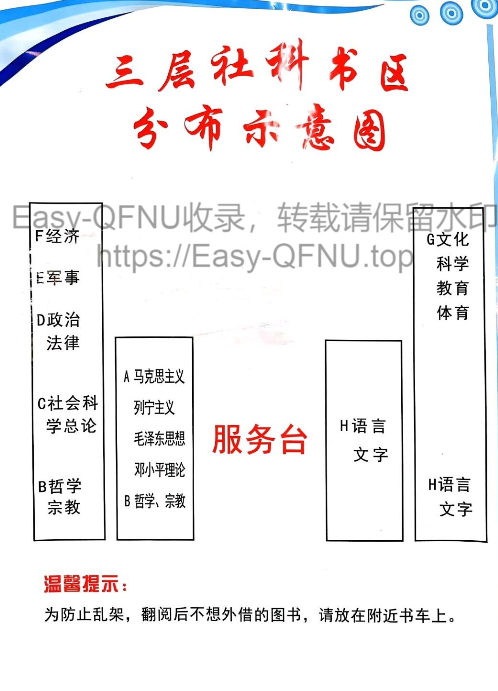 三层社科书区
分布示意图
Easy-QFNU收录，转载请保留水印
https://Easy-QFNU.top
F经济
E军事
D政治
法律
C社会科
学总论
B哲学
宗教
A 马克思主义
列宁主义
毛泽东思想
邓小平理论
B 哲学、宗教
服务台
H语言
文字
G文化
科学
教育
体育
H语言
文字
温馨提示：
为防止乱架，翻阅后不想外借的图书，请放在附近书车上。